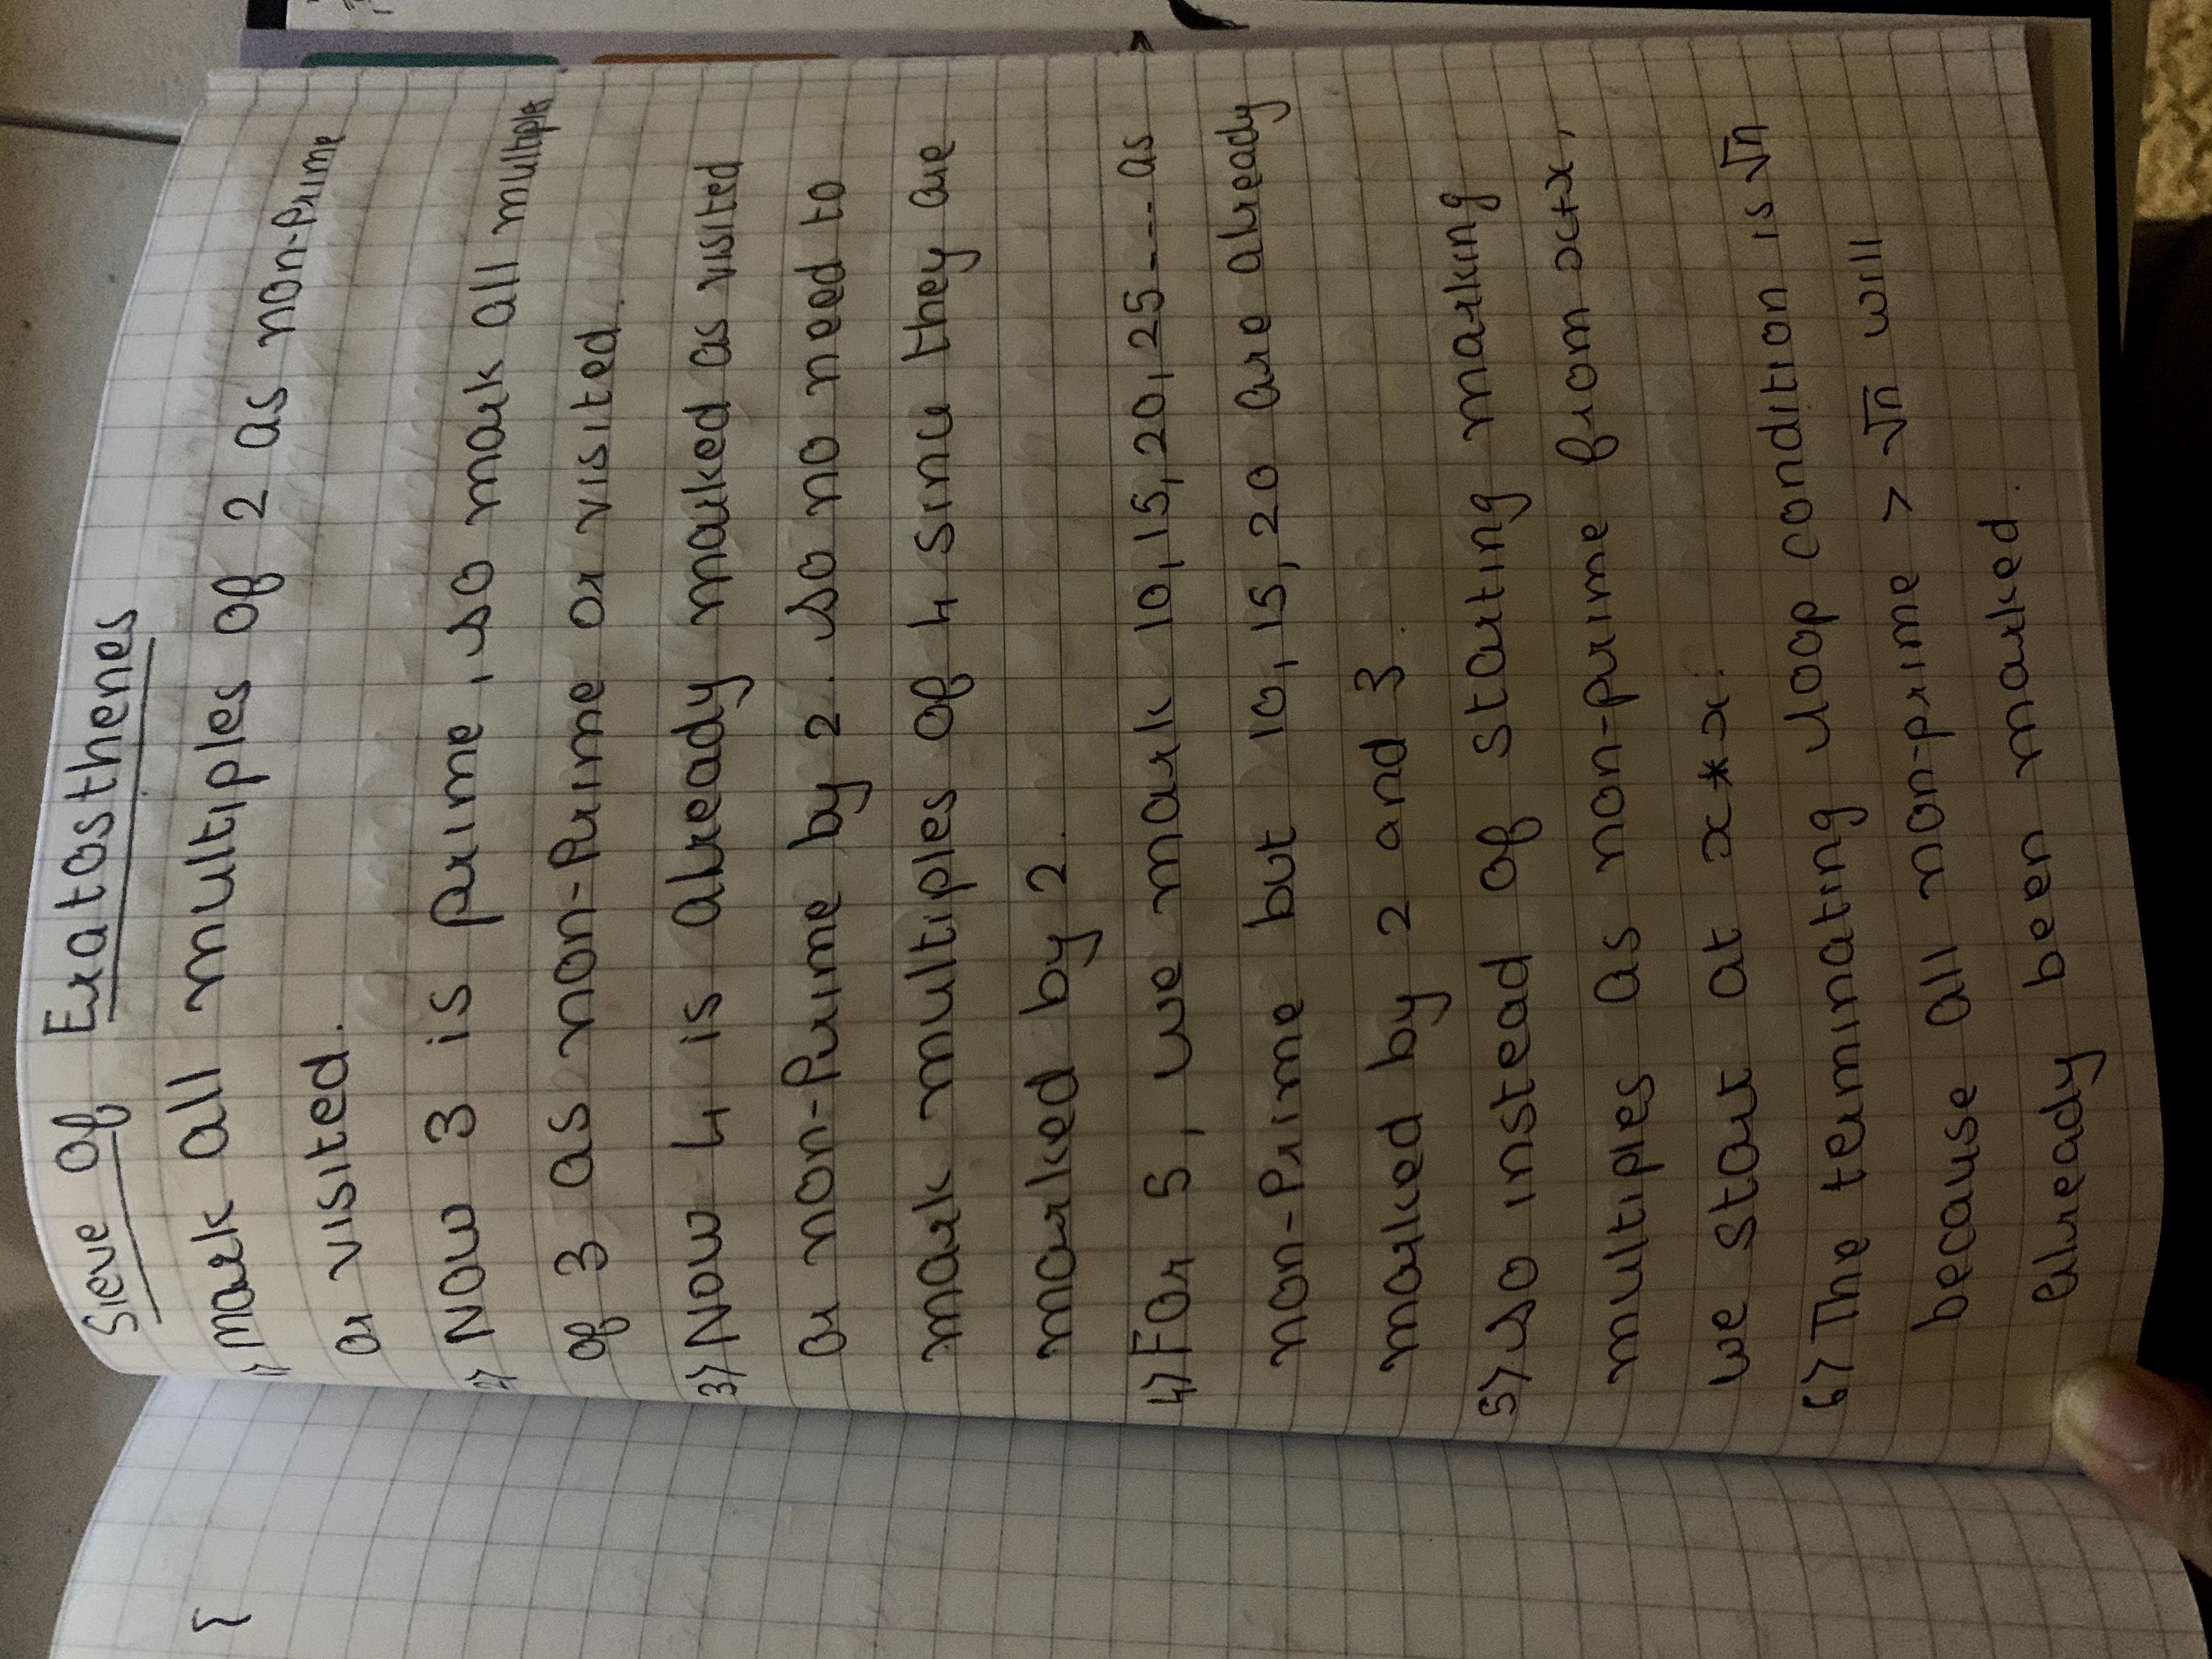 Sieve Of Eratosthenes
1) mark all multiples of 2 as non-Prime
or visited.
2) Now 3 is prime, so mark all multiples
of 3 as non-Prime or visited.
3) Now 4 is already marked as visited
or non-Prime by 2. So no need to
mark multiples of 4 since they are
marked by 2.
4) For 5, we mark 10, 15, 20, 25---- as
non-Prime but 10, 15, 20 are already
marked by 2 and 3.
5) So instead of starting marking
multiples as non-prime from x+x,
we start at x*x.
6) The terminating loop condition is √n
because all non-prime > √n will
Already been marked.